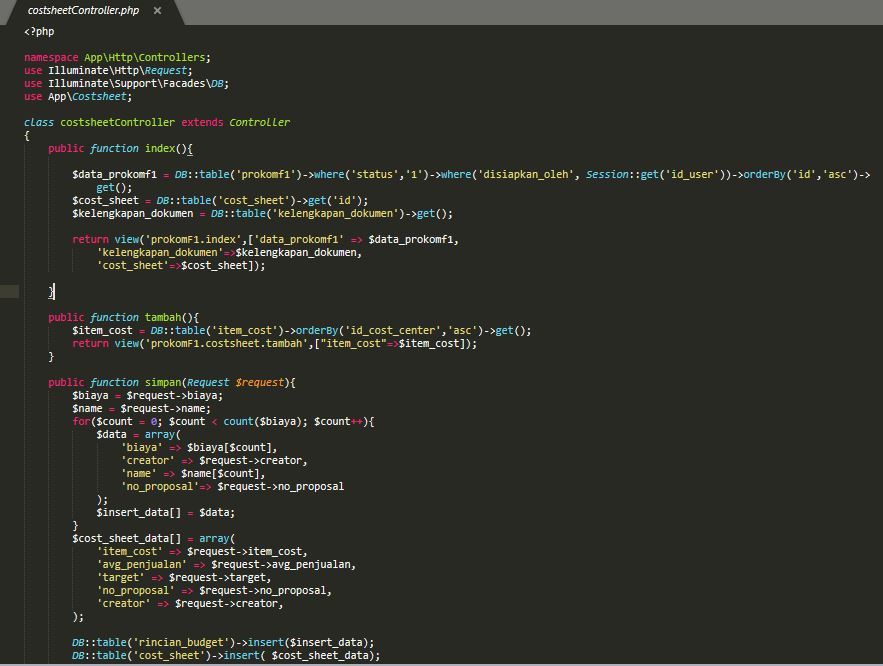 costsheetController.php ×
<?php
namespace App\Http\Controllers;
use Illuminate\Http\Request;
use Illuminate\Support\Facades\DB;
use App\Costsheet;
class costsheetController extends Controller
{
public function index(){
$data_prokomf1 = DB::table('prokomf1')->where('status','1')->where('disiapkan_oleh', Session::get('id_user'))->orderBy('id','asc')->
get();
$cost_sheet = DB::table('cost_sheet')->get('id');
$kelengkapan_dokumen = DB::table('kelengkapan_dokumen')->get();
return view('prokomF1.index',['data_prokomf1' => $data_prokomf1,
'kelengkapan_dokumen'=>$kelengkapan_dokumen,
'cost_sheet'=>$cost_sheet]);
}
public function tambah(){
$item_cost = DB::table('item_cost')->orderBy('id_cost_center','asc')->get();
return view('prokomF1.costsheet.tambah',["item_cost"=>$item_cost]);
}
public function simpan(Request $request){
$biaya = $request->biaya;
$name = $request->name;
for($count = 0; $count < count($biaya); $count++){
$data = array(
'biaya' => $biaya[$count],
'creator' => $request->creator,
'name' => $name[$count],
'no_proposal'=> $request->no_proposal
);
$insert_data[] = $data;
}
$cost_sheet_data[] = array(
'item_cost' => $request->item_cost,
'avg_penjualan' => $request->avg_penjualan,
'target' => $request->target,
'no_proposal' => $request->no_proposal,
'creator' => $request->creator,
);
DB::table('rincian_budget')->insert($insert_data);
DB::table('cost_sheet')->insert( $cost_sheet_data);